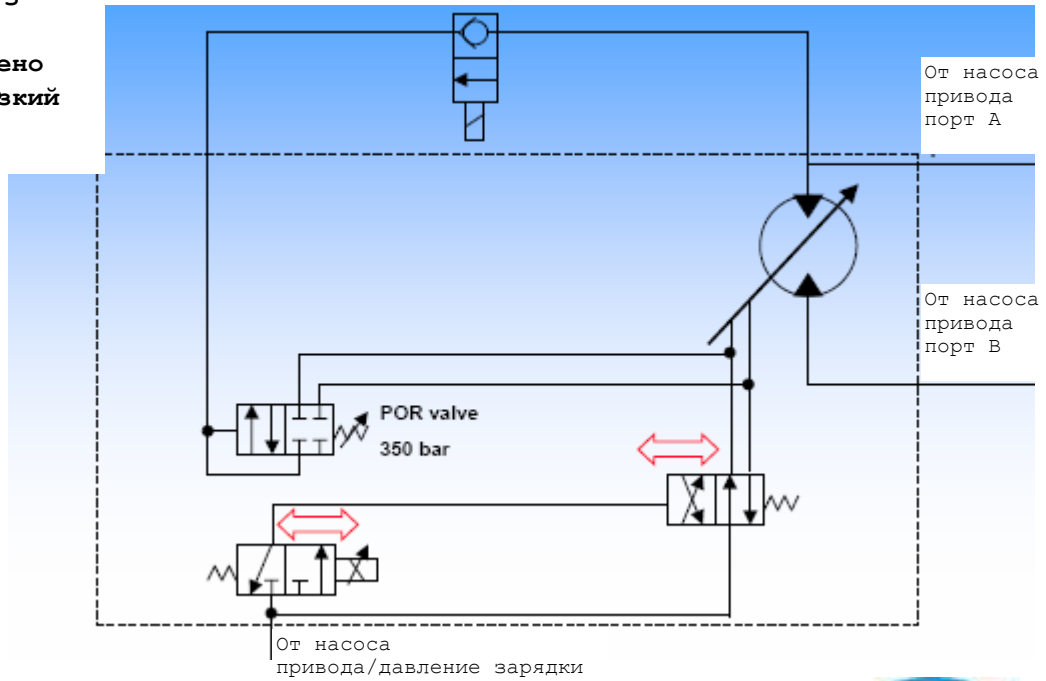 ено
зкий
От насоса
привода
порт А
От насоса
привода
порт В
POR valve
350 bar
От насоса
привода/давление зарядки